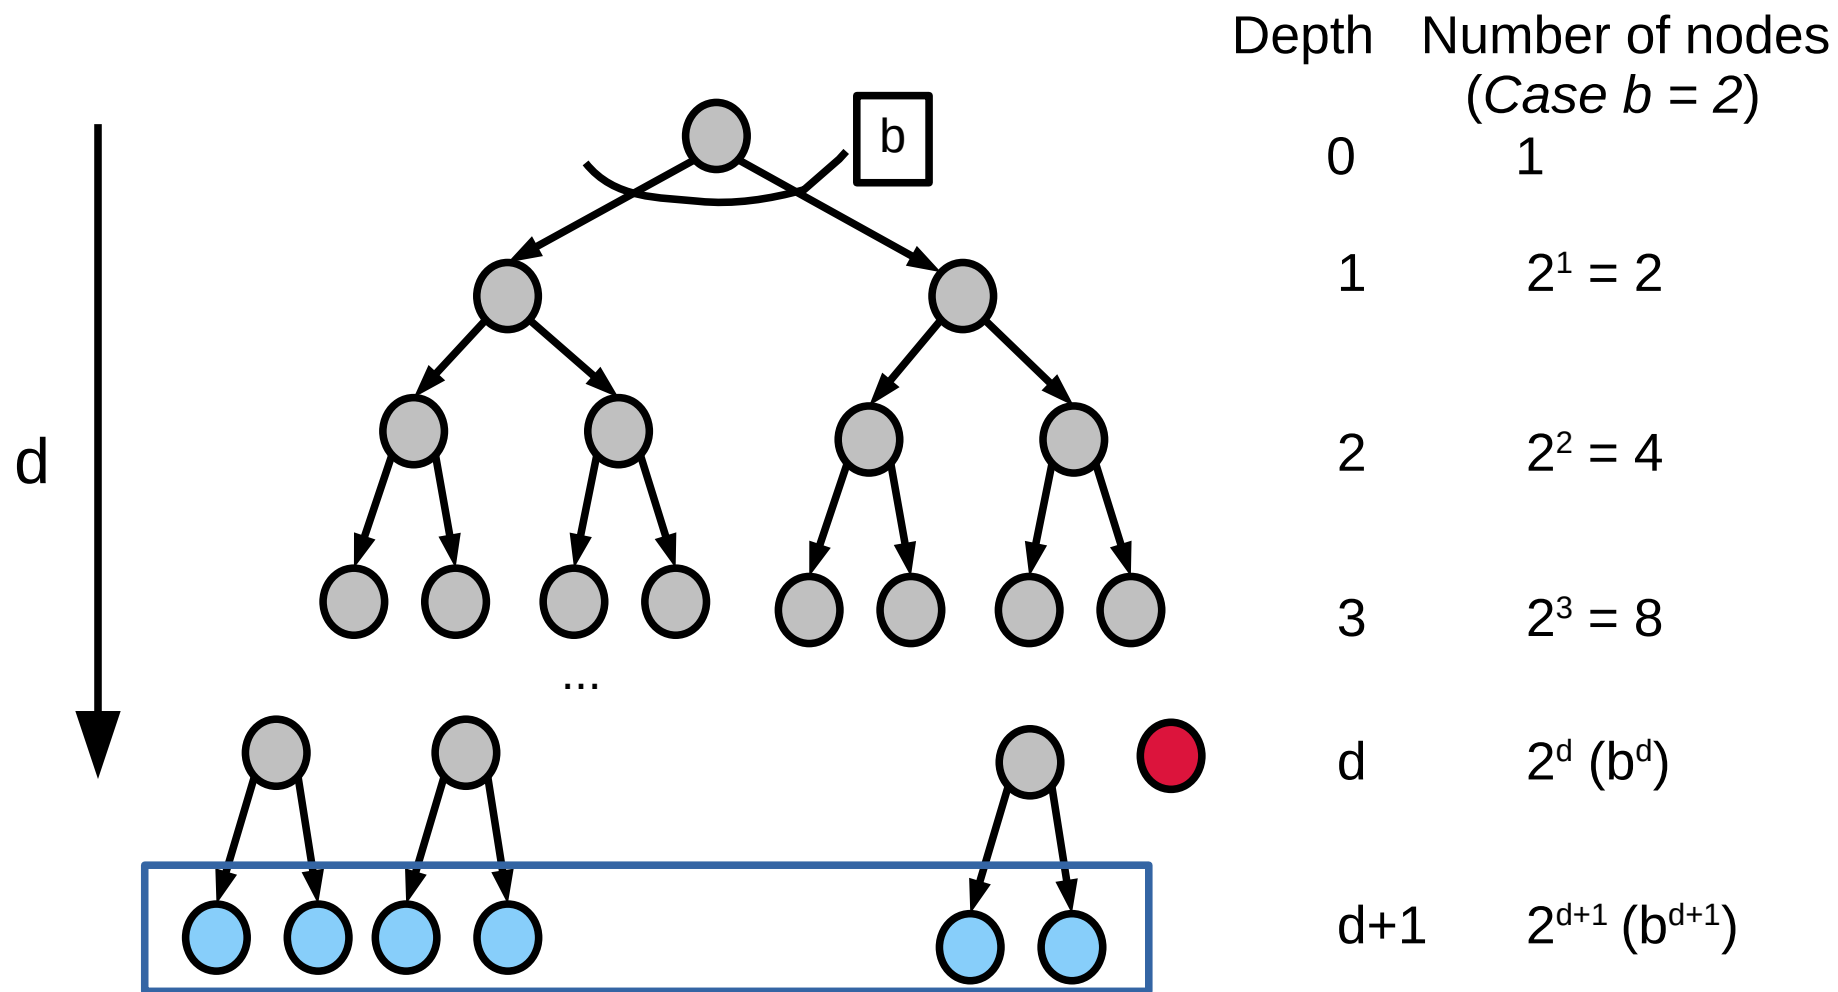 Depth Number of nodes
(Case b = 2)
b
0 1
1 2¹ = 2
d
2 2² = 4
3 2³ = 8
...
d 2ᵈ (bᵈ)
d+1 2ᵈ⁺¹ (bᵈ⁺¹)